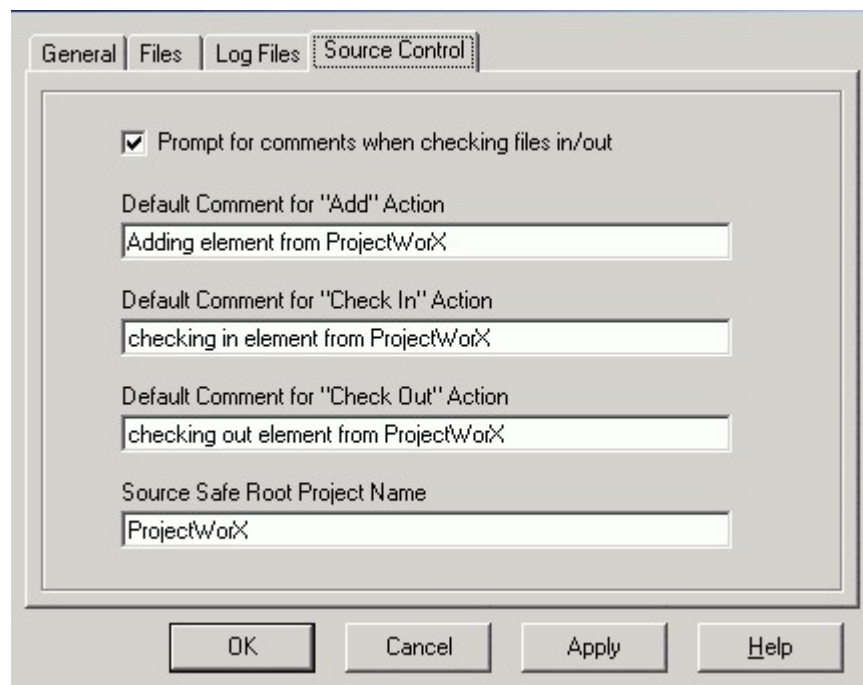 General Files Log Files Source Control
Prompt for comments when checking files in/out
Default Comment for "Add" Action
Adding element from ProjectWorX
Default Comment for "Check In" Action
checking in element from ProjectWorX
Default Comment for "Check Out" Action
checking out element from ProjectWorX
Source Safe Root Project Name
ProjectWorX
OK Cancel Apply Help